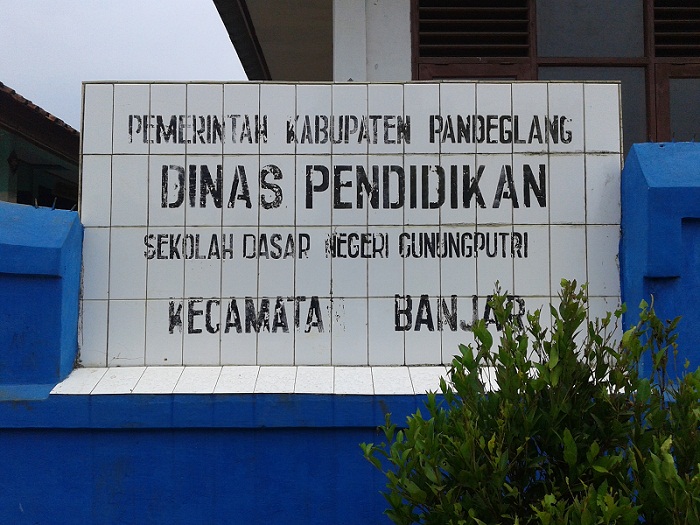 PEMERINTAH KABUPATEN PANDEGLANG
DINAS PENDIDIKAN
SEKOLAH DASAR NEGERI GUNUNGPUTRI
KECAMATAN BANJAR